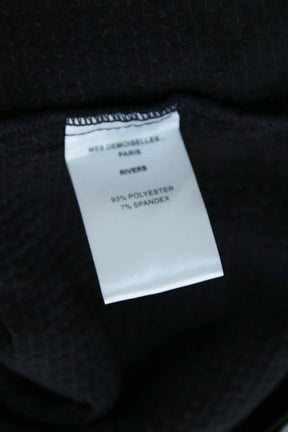 MES DEMOISELLES...
PARIS
RIVERS
93% POLYESTER
7% SPANDEX